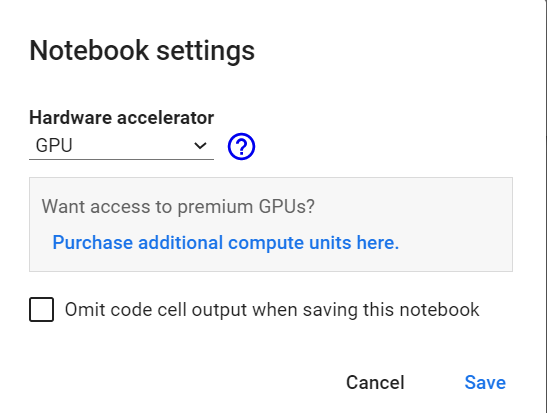 Notebook settings
Hardware accelerator
GPU
?
Want access to premium GPUs?
Purchase additional compute units here.
Omit code cell output when saving this notebook
Cancel Save